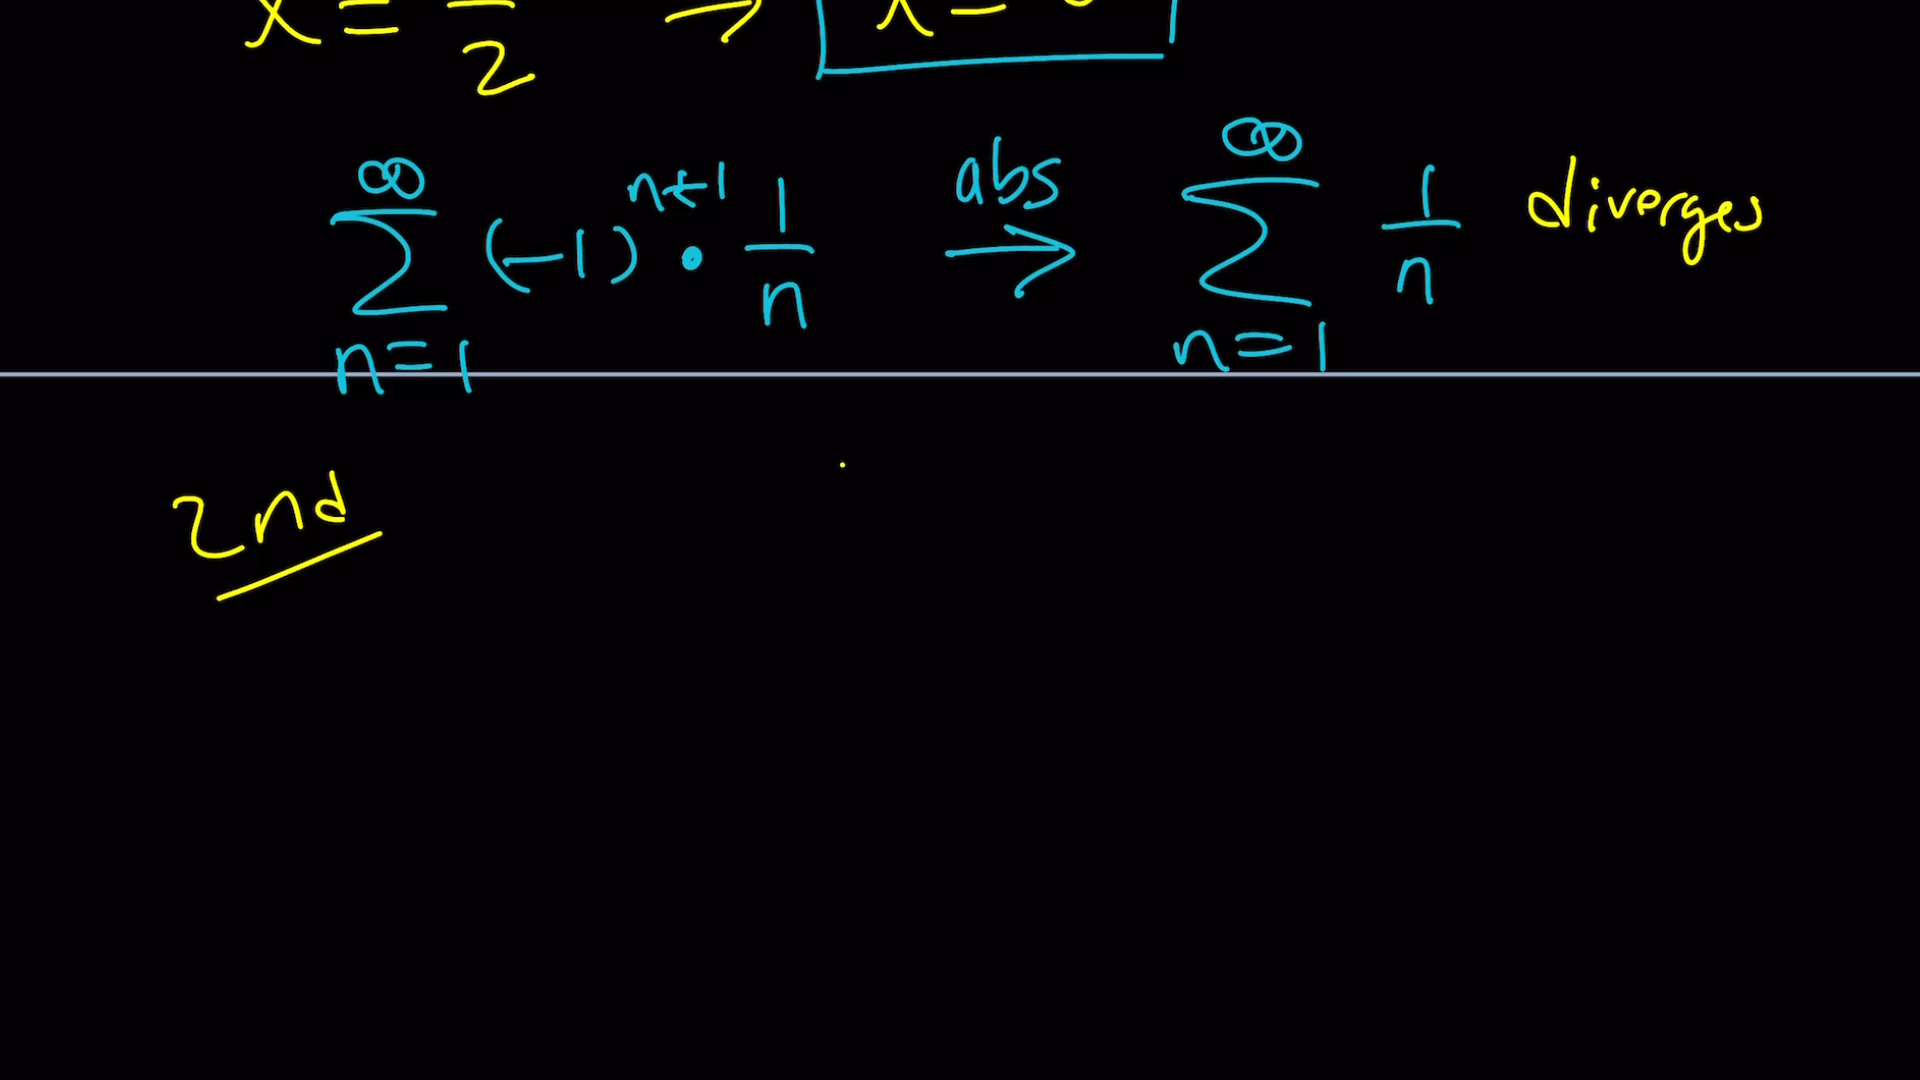 x = /2 → x =
∞ ∑ n=1 (-1)^{n+1} · 1/n abs → ∞ ∑ n=1 1/n diverges
2nd